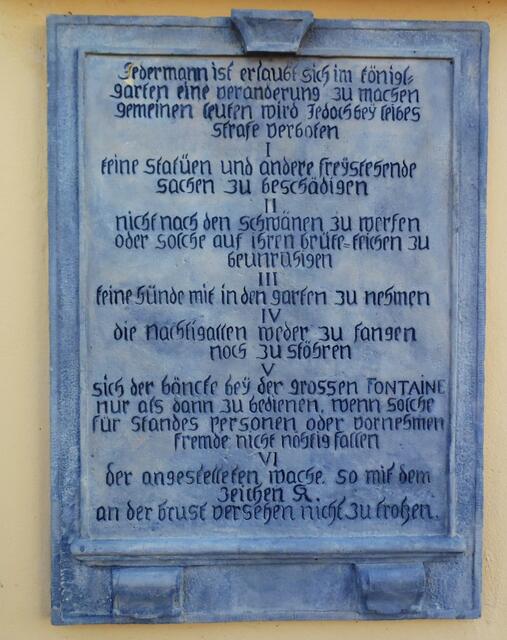 Jedermann ist erlaubt sich im königl-
garten eine veränderung zu machen
gemeinen leuten wird Jedoch bey leibes
strafe verboten
I
keine statüen und andere freystehende
sachen zu beschädigen
II
nicht nach den schwänen zu werfen
oder solche auf ihren brüte=teichen zu
beunruhigen
III
keine hünde mit in den garten zu nehmen
IV
die nachtigallen weder zu fangen
noch zu stöhren
V
sich der bäncke bey der grossen FONTAINE
nur als dann zu bedienen, wenn solche
für standes personen oder vornehmen
fremde nicht nöhtig fallen
VI
der angestelleten wache, so mit dem
zeichen K.
an der brust versehen nicht zu trotzen.